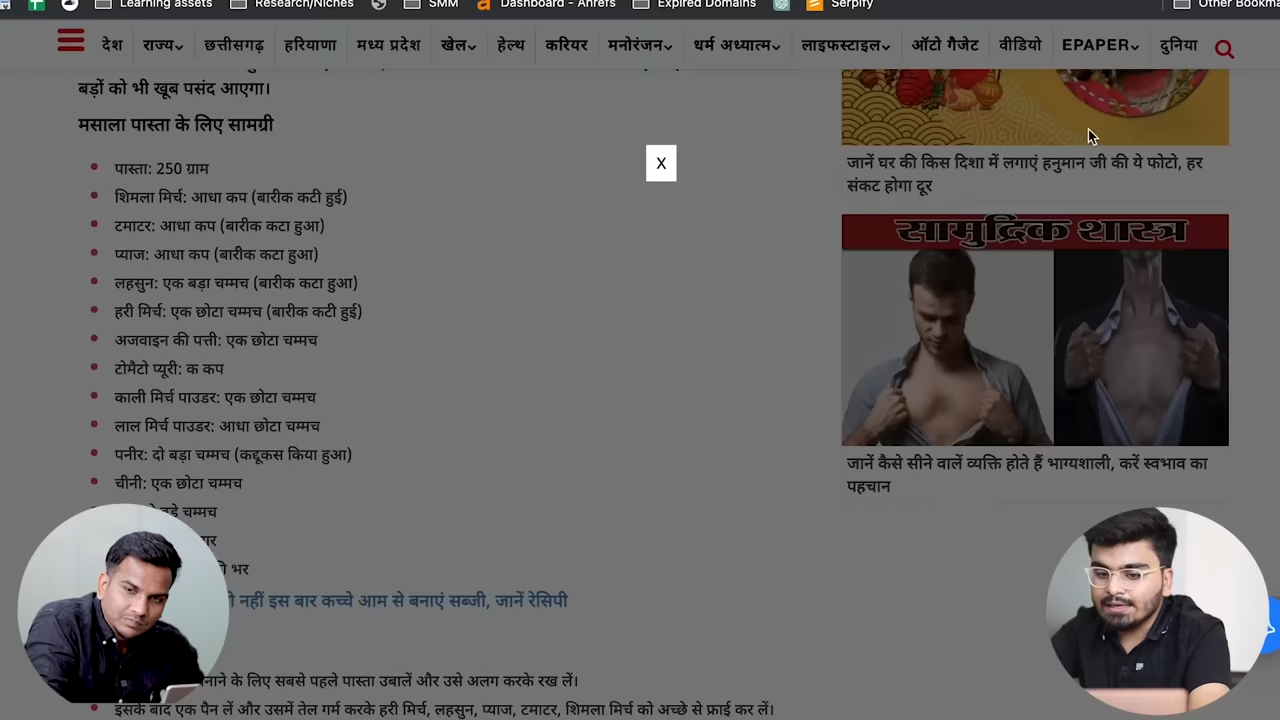 Learning assets Research/Niches SMM Dashboard - Ahrefs Expired Domains Serpify Other Bookma
देश राज्य छत्तीसगढ़ हरियाणा मध्य प्रदेश खेल हेल्थ करियर मनोरंजन धर्म अध्यात्म लाइफस्टाइल ऑटो गैजेट वीडियो EPAPER दुनिया
बड़ों को भी खूब पसंद आएगा।
मसाला पास्ता के लिए सामग्री
X
पास्ता: 250 ग्राम
शिमला मिर्च: आधा कप (बारीक कटी हुई)
टमाटर: आधा कप (बारीक कटा हुआ)
प्याज: आधा कप (बारीक कटा हुआ)
लहसुन: एक बड़ा चम्मच (बारीक कटा हुआ)
हरी मिर्च: एक छोटा चम्मच (बारीक कटी हुई)
अजवाइन की पत्ती: एक छोटा चम्मच
टोमैटो प्यूरी: क कप
काली मिर्च पाउडर: एक छोटा चम्मच
लाल मिर्च पाउडर: आधा छोटा चम्मच
पनीर: दो बड़ा चम्मच (कद्दूकस किया हुआ)
चीनी: एक छोटा चम्मच
चम्मच
भर
नहीं इस बार कच्चे आम से बनाएं सब्जी, जानें रेसिपी
के लिए सबसे पहले पास्ता उबालें और उसे अलग करके रख लें।
इसके बाद एक पैन लें और उसमें तेल गर्म करके हरी मिर्च, लहसुन, प्याज, टमाटर, शिमला मिर्च को अच्छे से फ्राई कर लें।
जानें घर की किस दिशा में लगाएं हनुमान जी की ये फोटो, हर
संकट होगा दूर
सामुद्रिक शास्त्र
जानें कैसे सीने वालें व्यक्ति होते हैं भाग्यशाली, करें स्वभाव का
पहचान